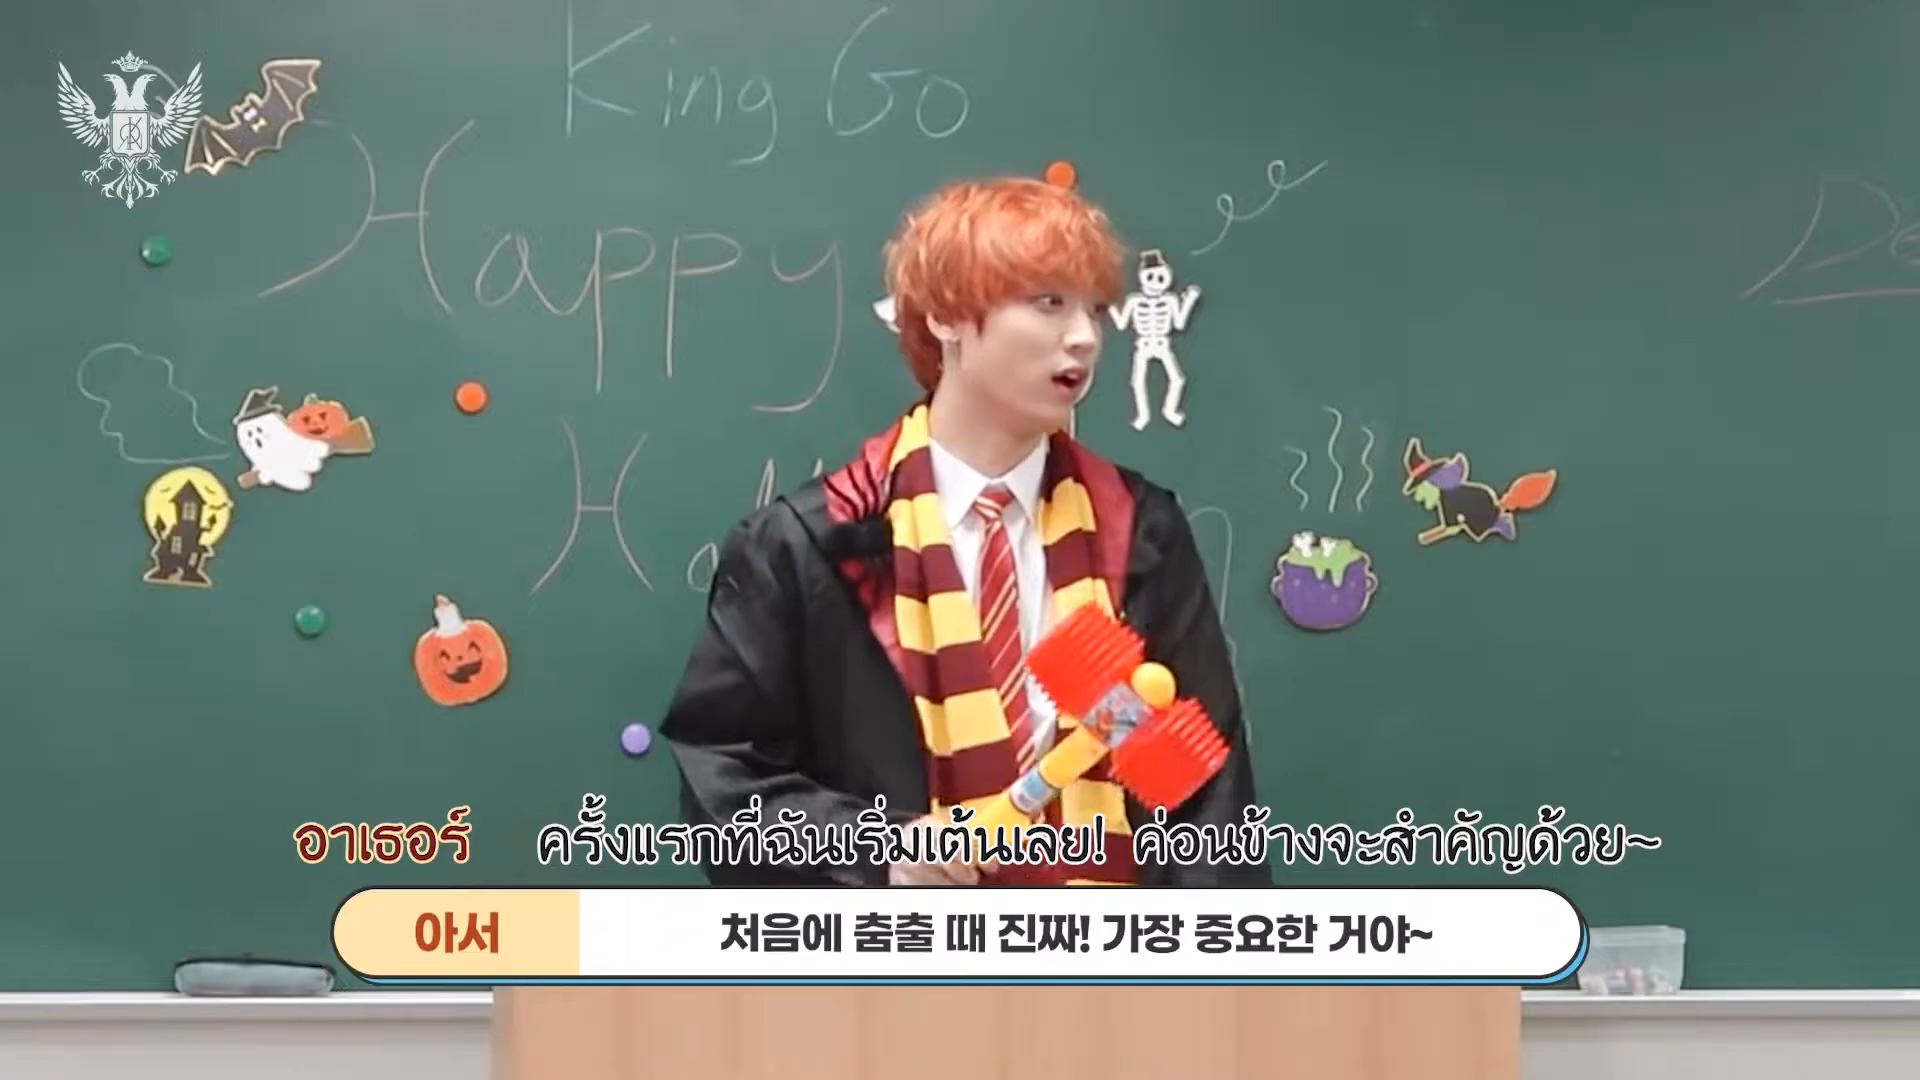 King Go
Happy
อาเธอร์ ครั้งแรกที่ฉันเริ่มเต้นเลย! ค่อนข้างจะสำคัญด้วย~
아서 처음에 춤출 때 진짜! 가장 중요한 거야~